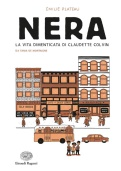 EMILIE PLATEAU
NERA
LA VITA DIMENTICATA DI CLAUDETTE COLVIN
Einaudi Ragazzi